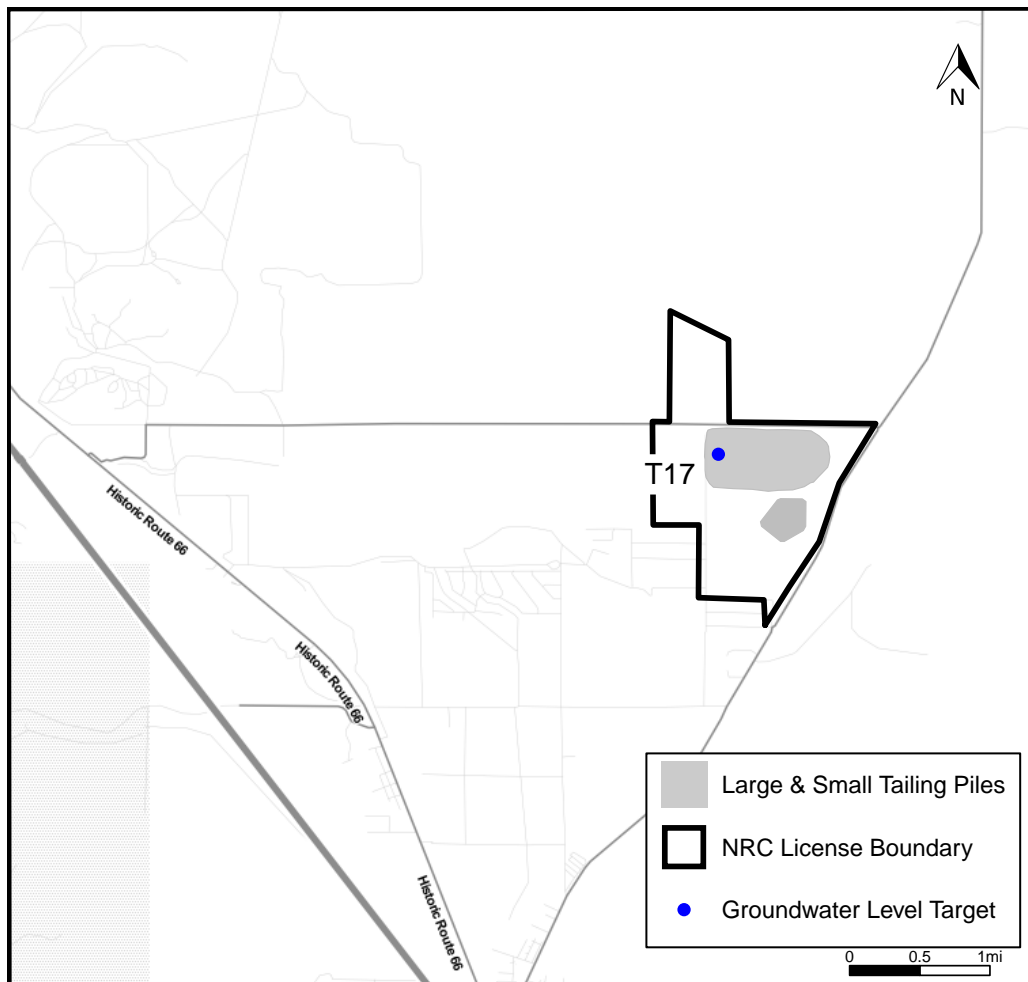 N
T17
Historic Route 66
Historic Route 66
Historic Route 66
Large & Small Tailing Piles
NRC License Boundary
Groundwater Level Target
0 0.5 1mi